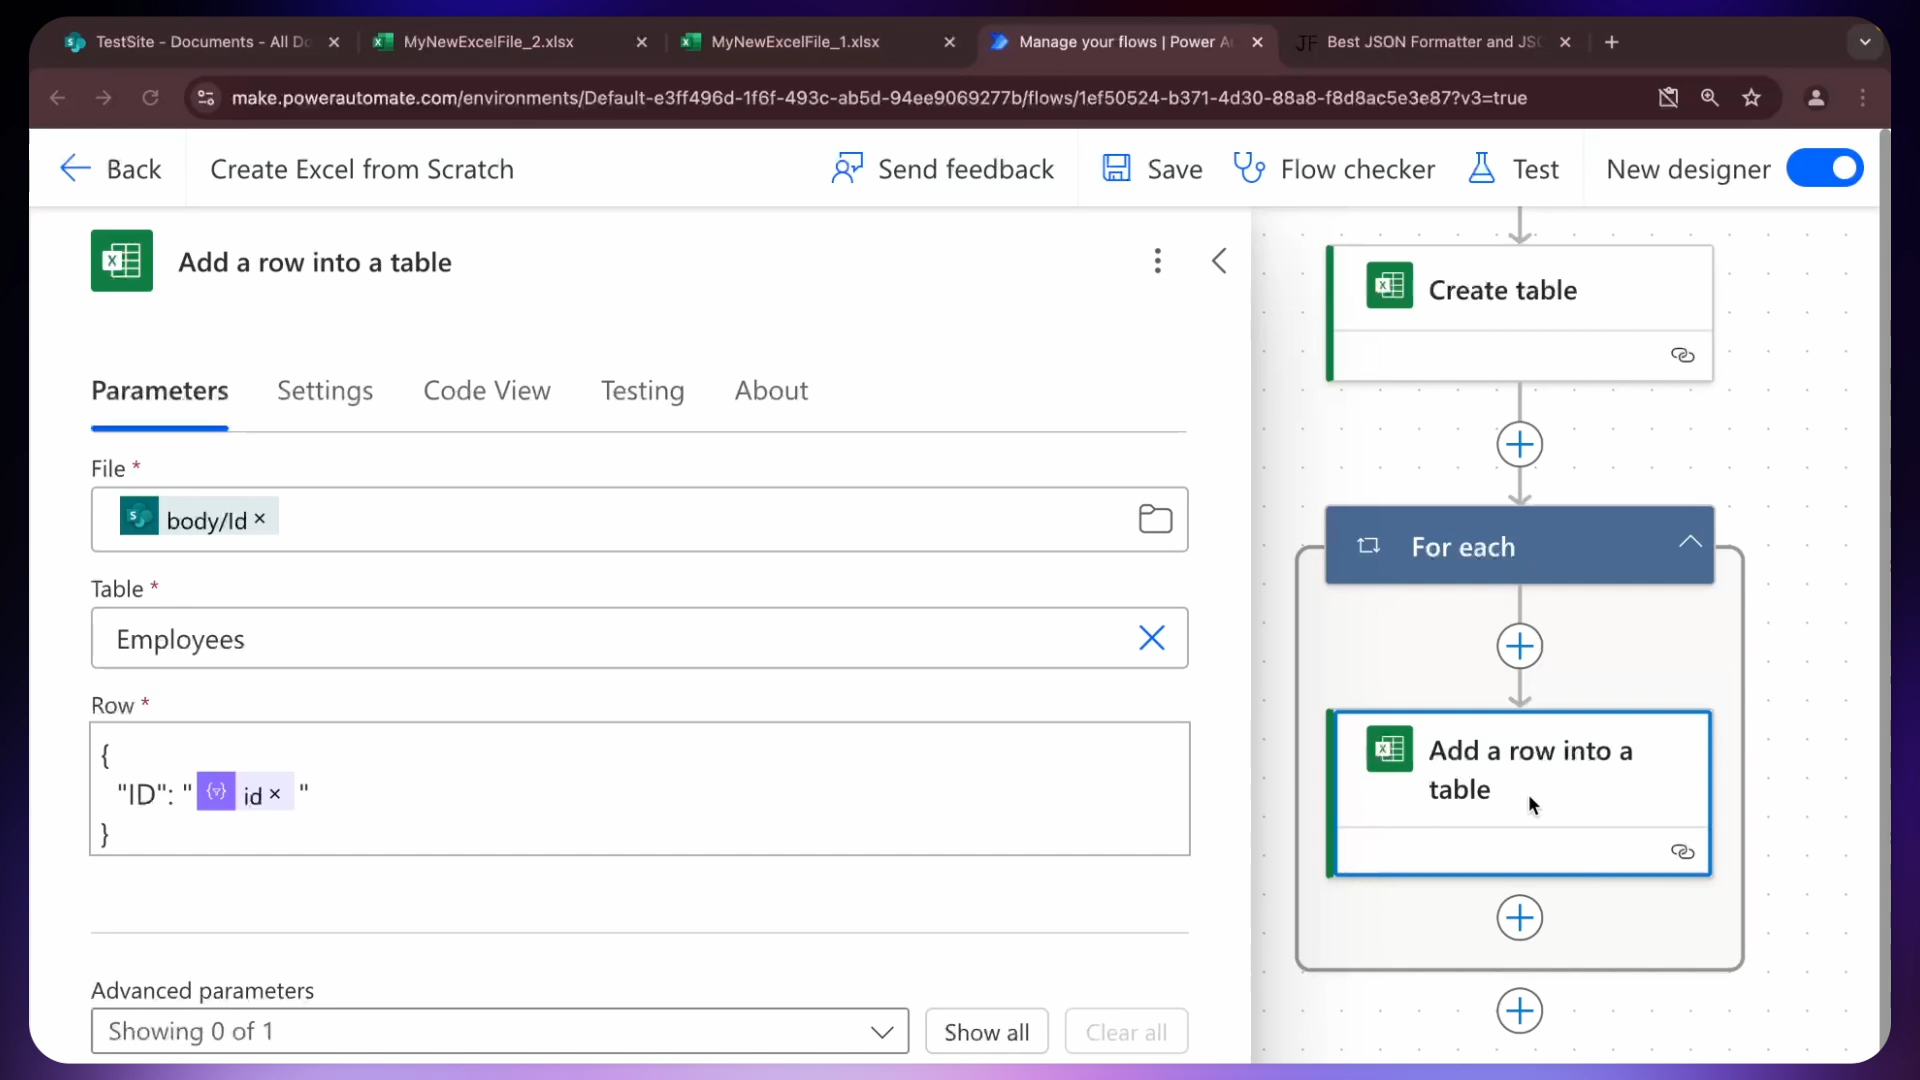 TestSite - Documents - All Do
MyNewExcelFile_2.xlsx
MyNewExcelFile_1.xlsx
Manage your flows | Power Au
JF Best JSON Formatter and JSO
make.powerautomate.com/environments/Default-e3ff496d-1f6f-493c-ab5d-94ee9069277b/flows/1ef50524-b371-4d30-88a8-f8d8ac5e3e87?v3=true
Back
Create Excel from Scratch
Send feedback
Save
Flow checker
Test
New designer
Add a row into a table
Parameters
Settings
Code View
Testing
About
File *
body/Id ×
Table *
Employees
Row *
{
"ID": " id × "
}
Advanced parameters
Showing 0 of 1
Show all
Clear all
Create table
For each
Add a row into a
table